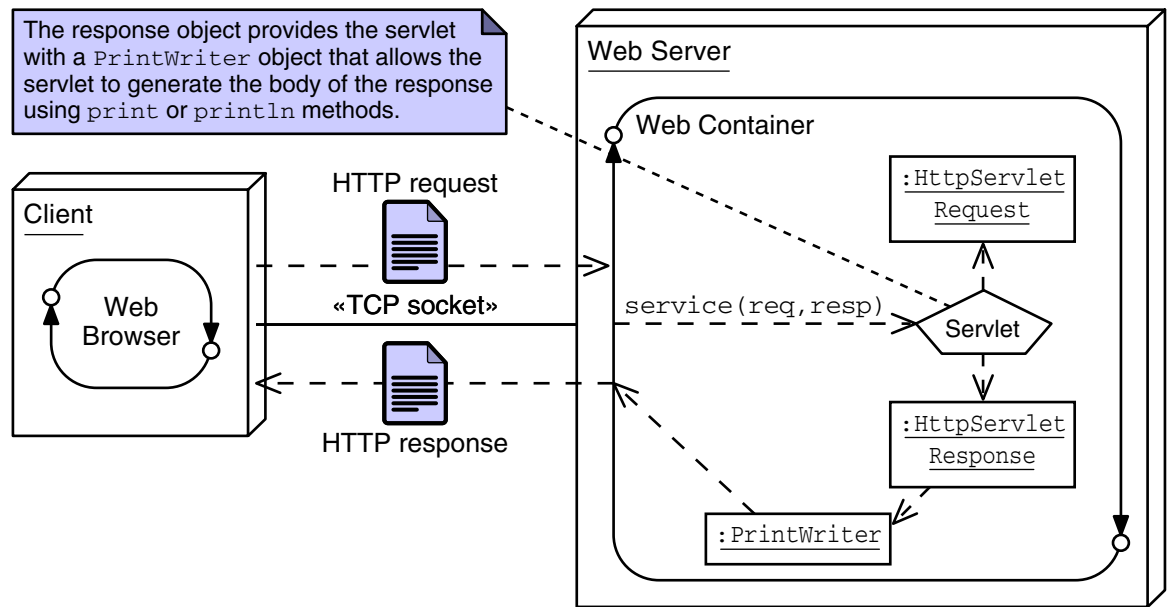 The response object provides the servlet
with a PrintWriter object that allows the
servlet to generate the body of the response
using print or println methods.
Web Server
Web Container
HTTP request
:HttpServlet
Request
Client
Web
Browser
«TCP socket»
service(req,resp)
Servlet
HTTP response
:HttpServlet
Response
:PrintWriter